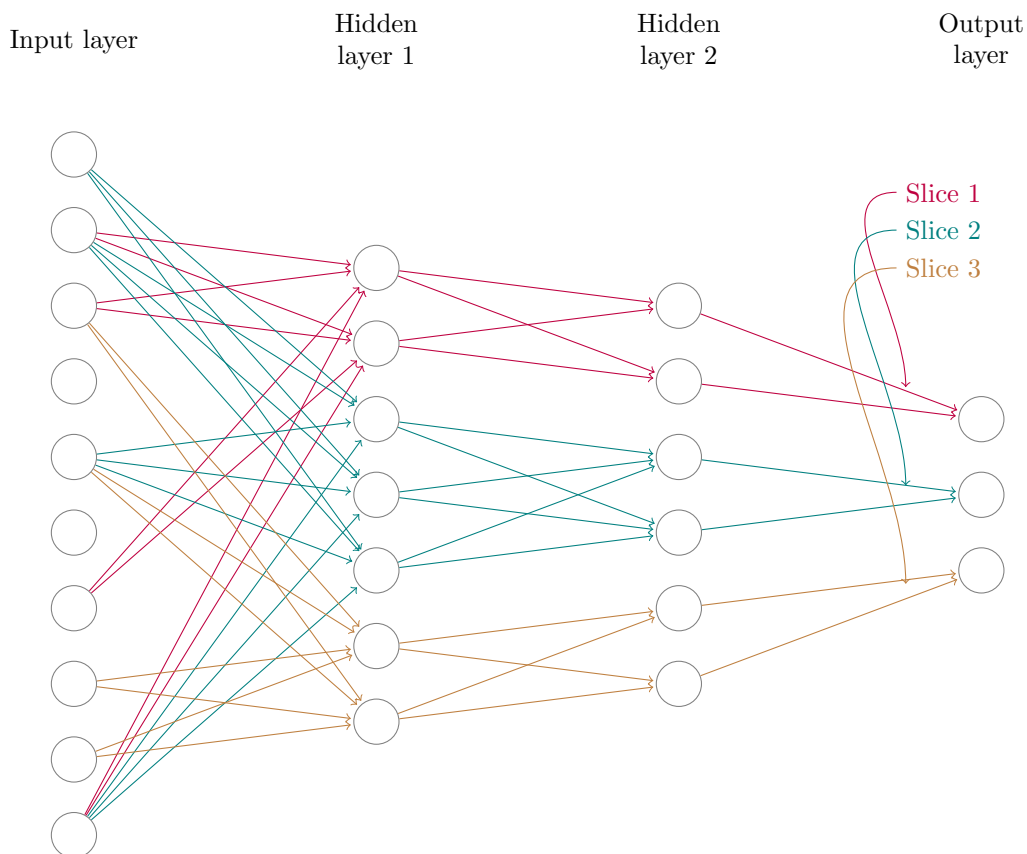 Input layer
Hidden
layer 1
Hidden
layer 2
Output
layer
Slice 1
Slice 2
Slice 3